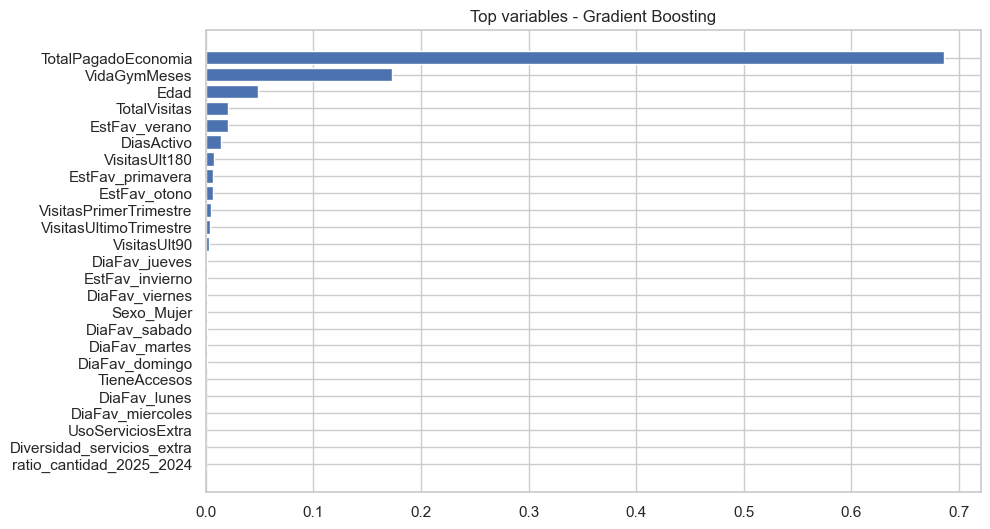 Top variables - Gradient Boosting
TotalPagadoEconomia
VidaGymMeses
Edad
TotalVisitas
EstFav_verano
DiasActivo
VisitasUlt180
EstFav_primavera
EstFav_otono
VisitasPrimerTrimestre
VisitasUltimoTrimestre
VisitasUlt90
DiaFav_jueves
EstFav_invierno
DiaFav_viernes
Sexo_Mujer
DiaFav_sabado
DiaFav_martes
DiaFav_domingo
TieneAccesos
DiaFav_lunes
DiaFav_miercoles
UsoServiciosExtra
Diversidad_servicios_extra
ratio_cantidad_2025_2024
0.0 0.1 0.2 0.3 0.4 0.5 0.6 0.7